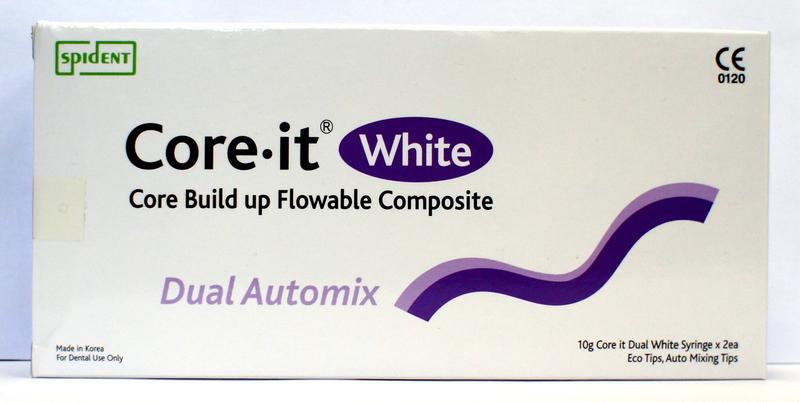 SPIDENT
CE
0120
Core·it® White
Core Build up Flowable Composite
Dual Automix
Made in Korea
For Dental Use Only
10g Core it Dual White Syringe x 2ea
Eco Tips, Auto Mixing Tips